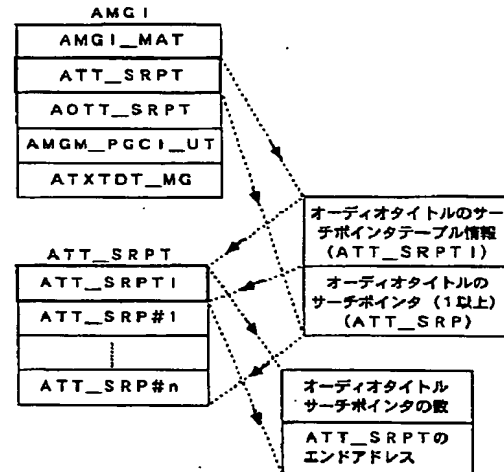 AMGI
AMGI_MAT
ATT_SRPT
AOTT_SRPT
AMGM_PGCI_UT
ATXTDT_MG
オーディオタイトルのサー
チポインタテーブル情報
(ATT_SRPTI)
オーディオタイトルの
サーチポインタ(1以上)
(ATT_SRP)
ATT_SRPT
ATT_SRPTI
ATT_SRP#1
ATT_SRP#n
オーディオタイトル
サーチポインタの数
ATT_SRPTの
エンドアドレス